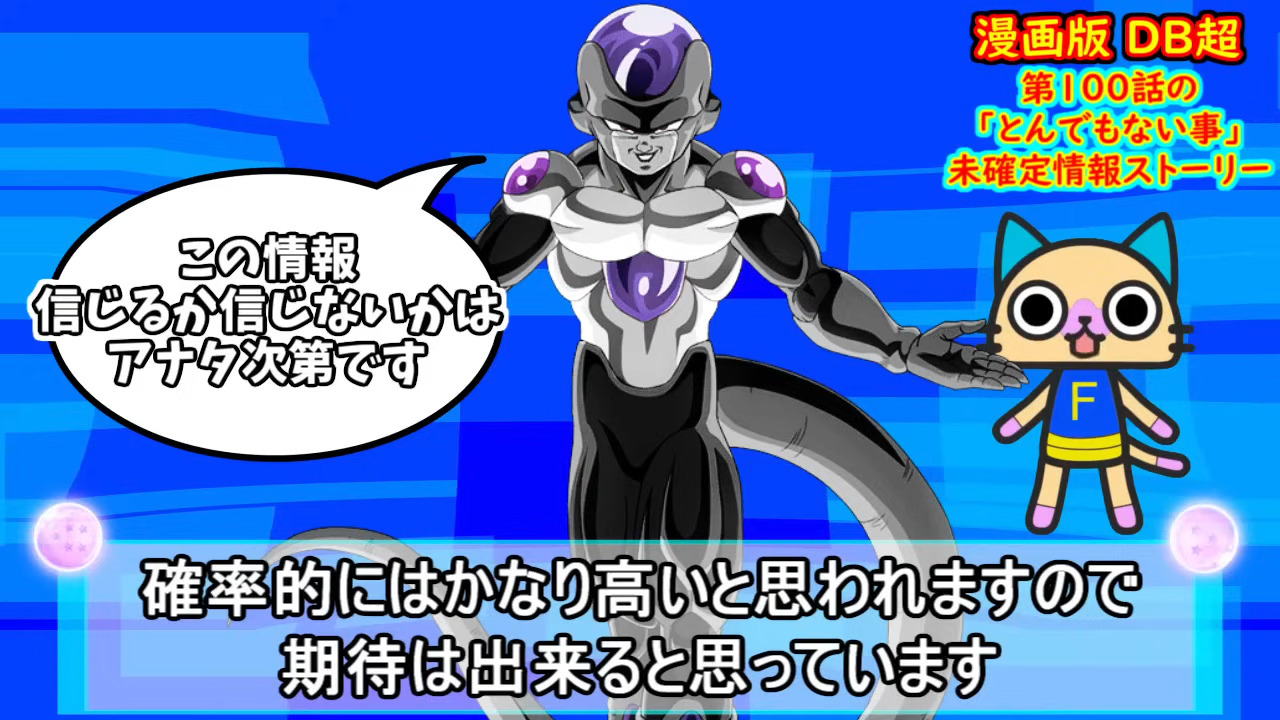 漫画版 DB超
第100話の
「とんでもない事」
未確定情報ストーリー
この情報
信じるか信じないかは
アナタ次第です
F
確率的にはかなり高いと思われますので
期待は出来ると思っています